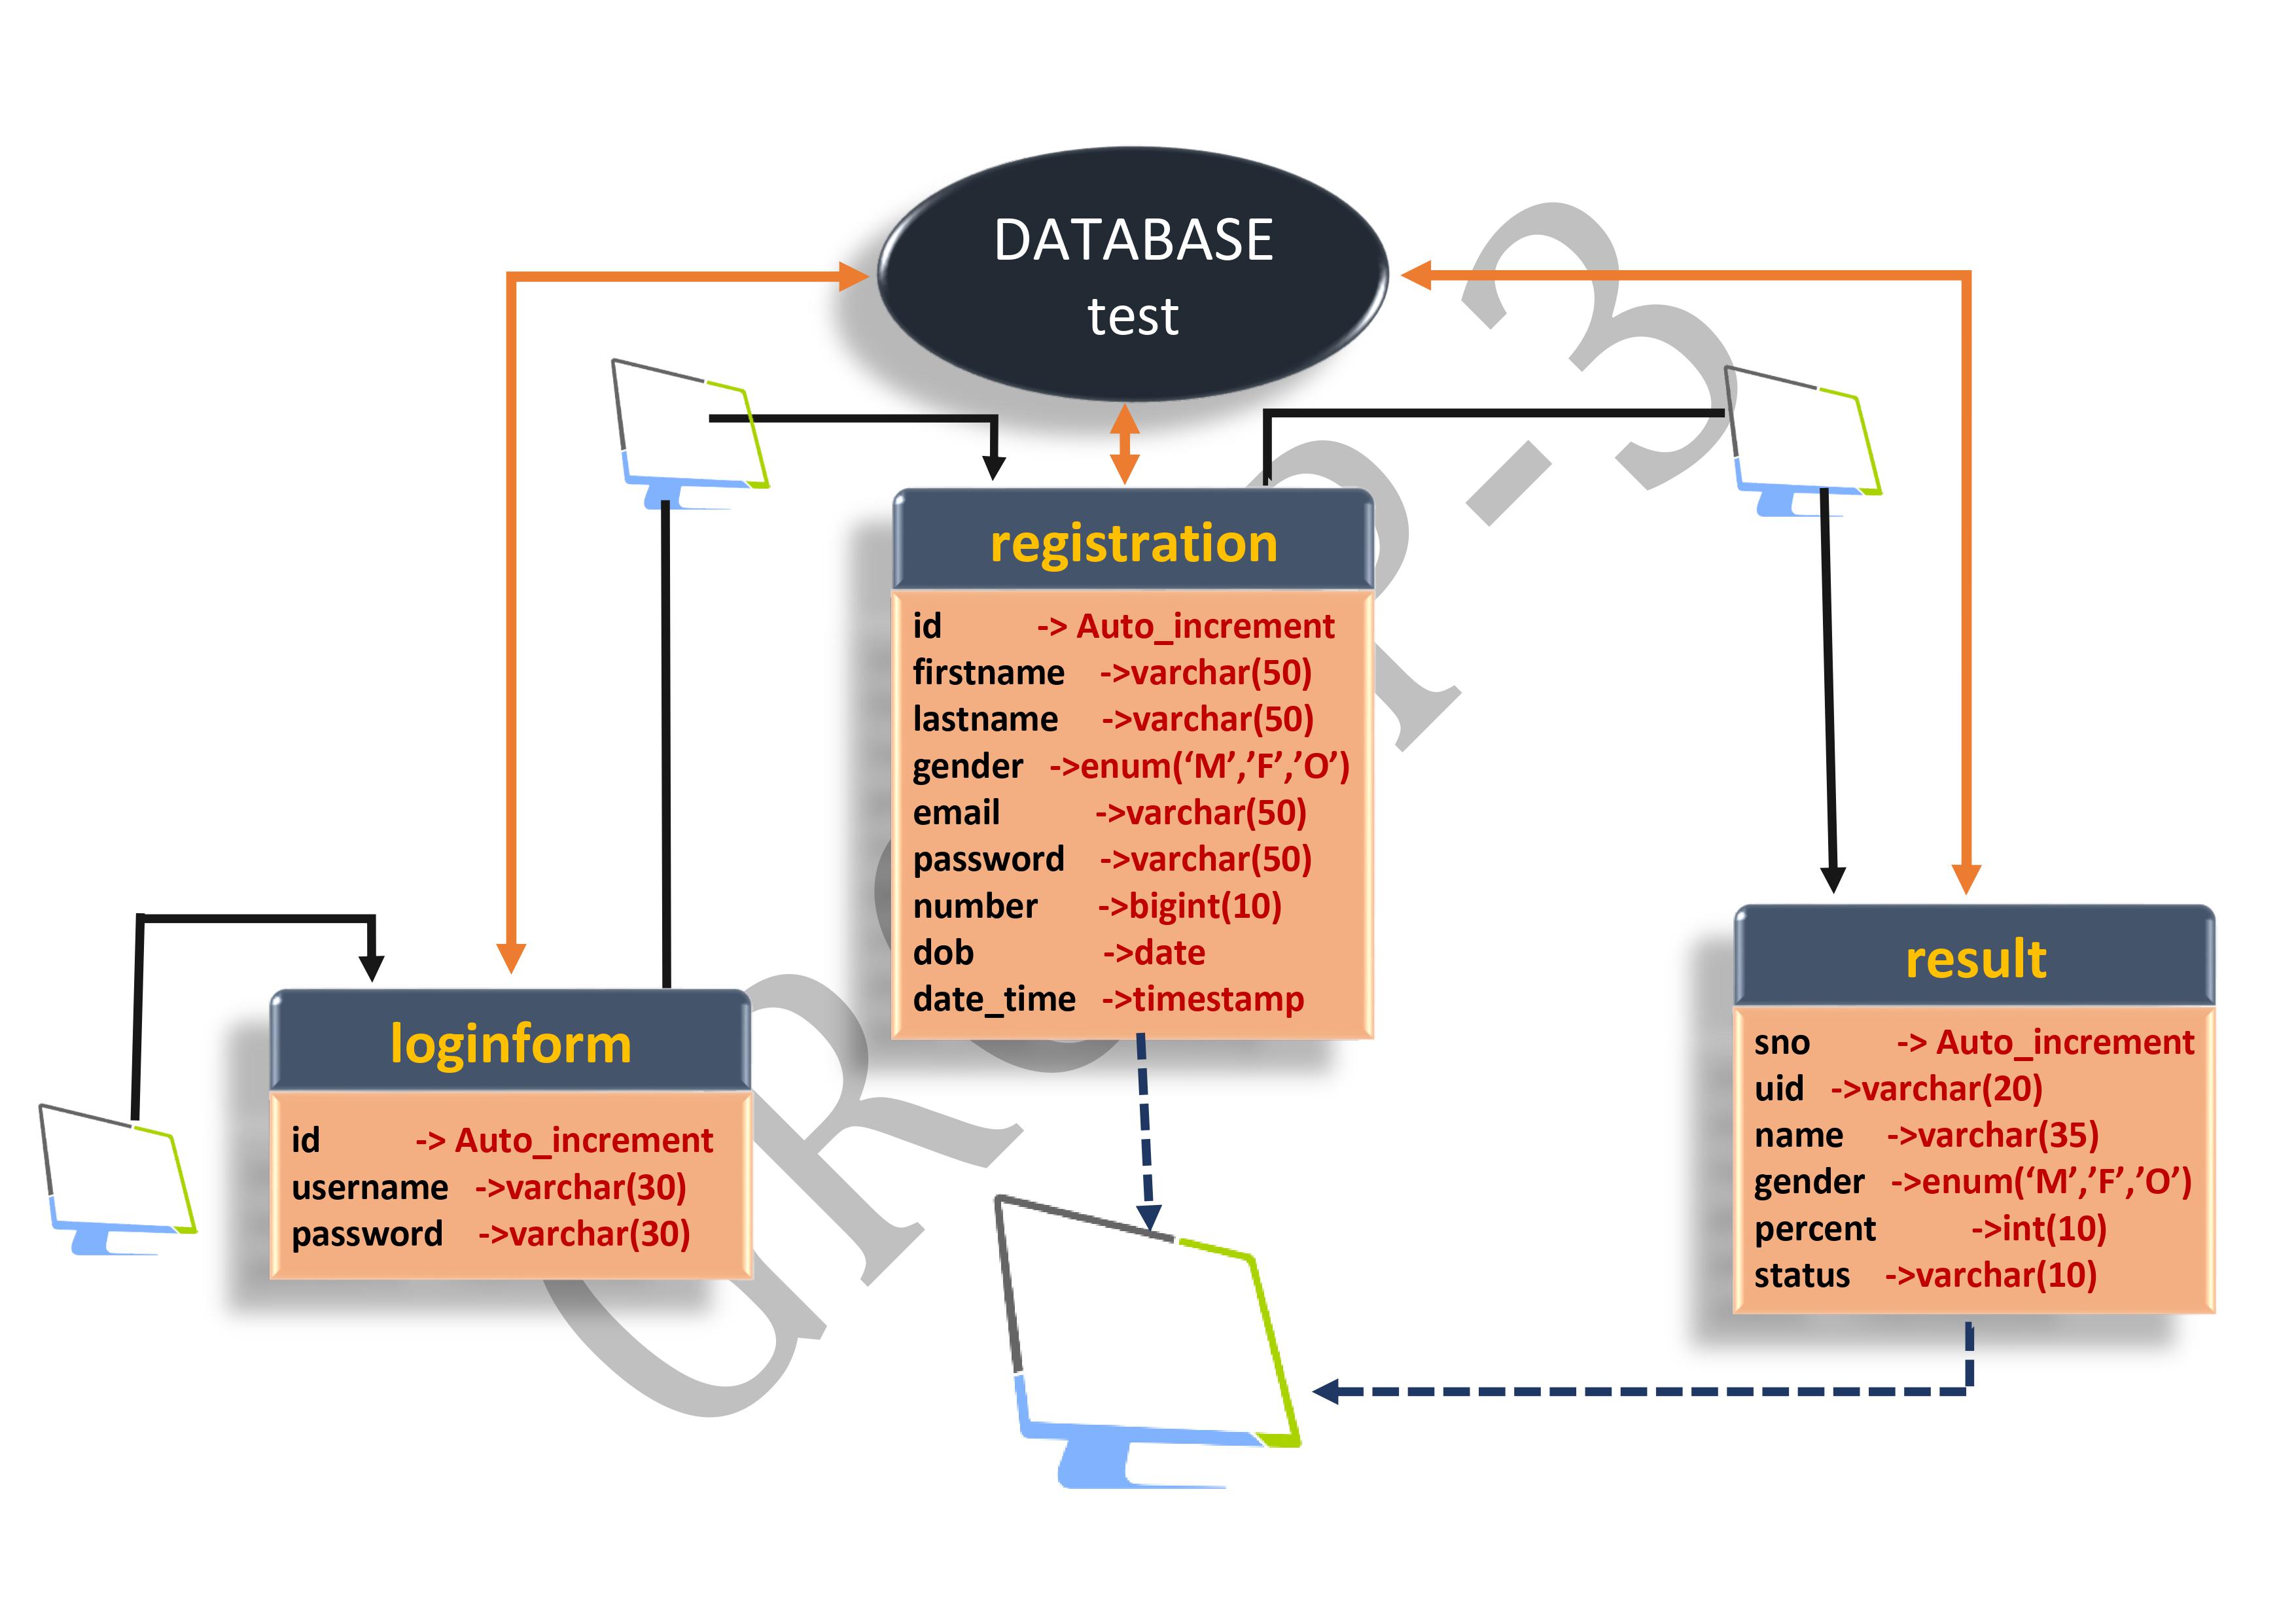 DATABASE
test
registration
id -> Auto_increment
firstname ->varchar(50)
lastname ->varchar(50)
gender ->enum(‘M’,’F’,’O’)
email ->varchar(50)
password ->varchar(50)
number ->bigint(10)
dob ->date
date_time ->timestamp
loginform
id -> Auto_increment
username ->varchar(30)
password ->varchar(30)
result
sno -> Auto_increment
uid ->varchar(20)
name ->varchar(35)
gender ->enum(‘M’,’F’,’O’)
percent ->int(10)
status ->varchar(10)